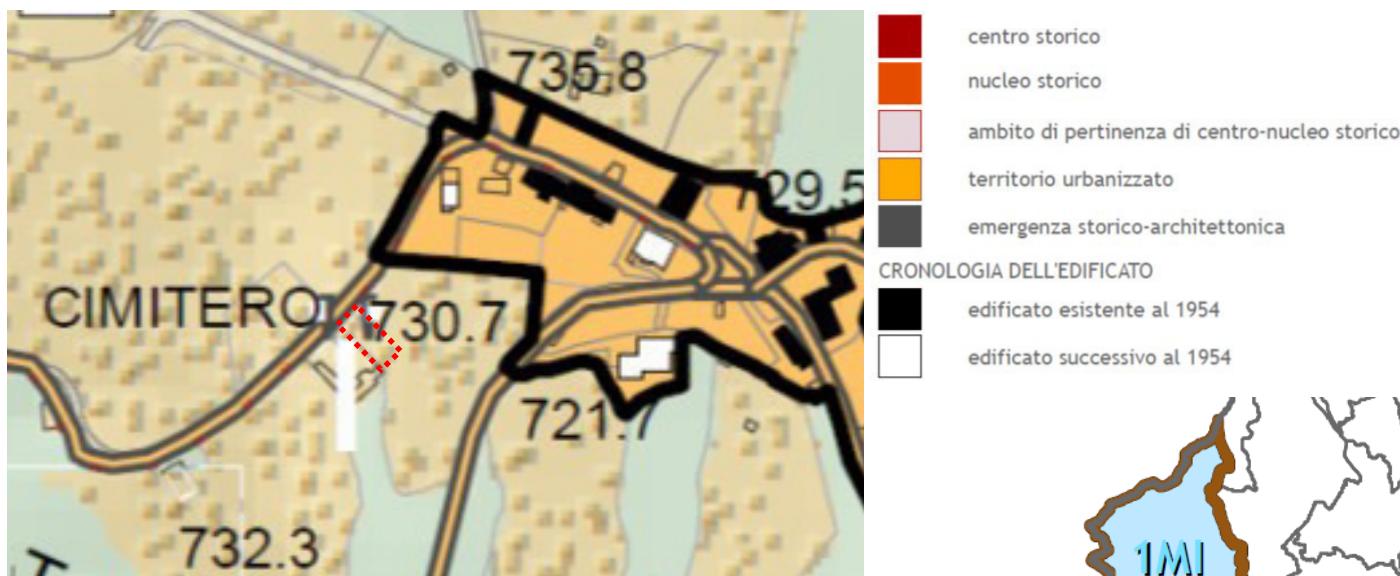 735.8
729.5
CIMITERO
730.7
721.7
732.3
centro storico
nucleo storico
ambito di pertinenza di centro-nucleo storico
territorio urbanizzato
emergenza storico-architettonica
CRONOLOGIA DELL'EDIFICATO
edificato esistente al 1954
edificato successivo al 1954
1MI